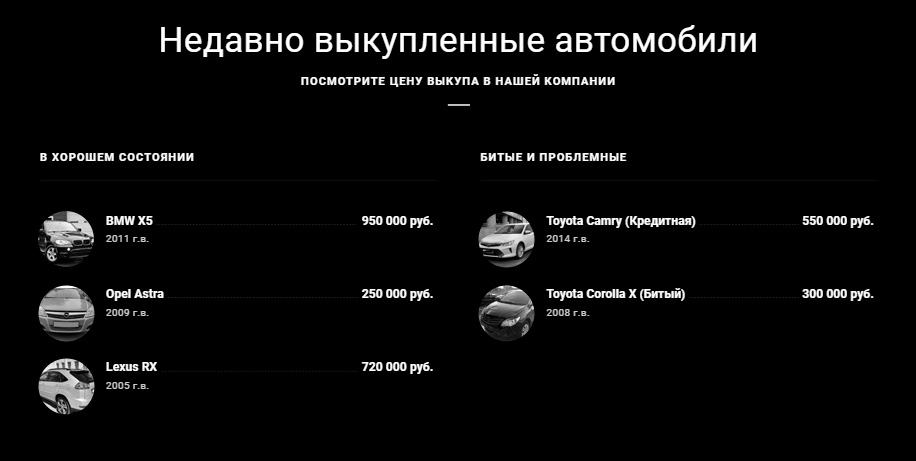 Недавно выкупленные автомобили
ПОСМОТРИТЕ ЦЕНУ ВЫКУПА В НАШЕЙ КОМПАНИИ
В ХОРОШЕМ СОСТОЯНИИ
BMW X5 950 000 руб.
2011 г.в.
Opel Astra 250 000 руб.
2009 г.в.
Lexus RX 720 000 руб.
2005 г.в.
БИТЫЕ И ПРОБЛЕМНЫЕ
Toyota Camry (Кредитная) 550 000 руб.
2014 г.в.
Toyota Corolla X (Битый) 300 000 руб.
2008 г.в.